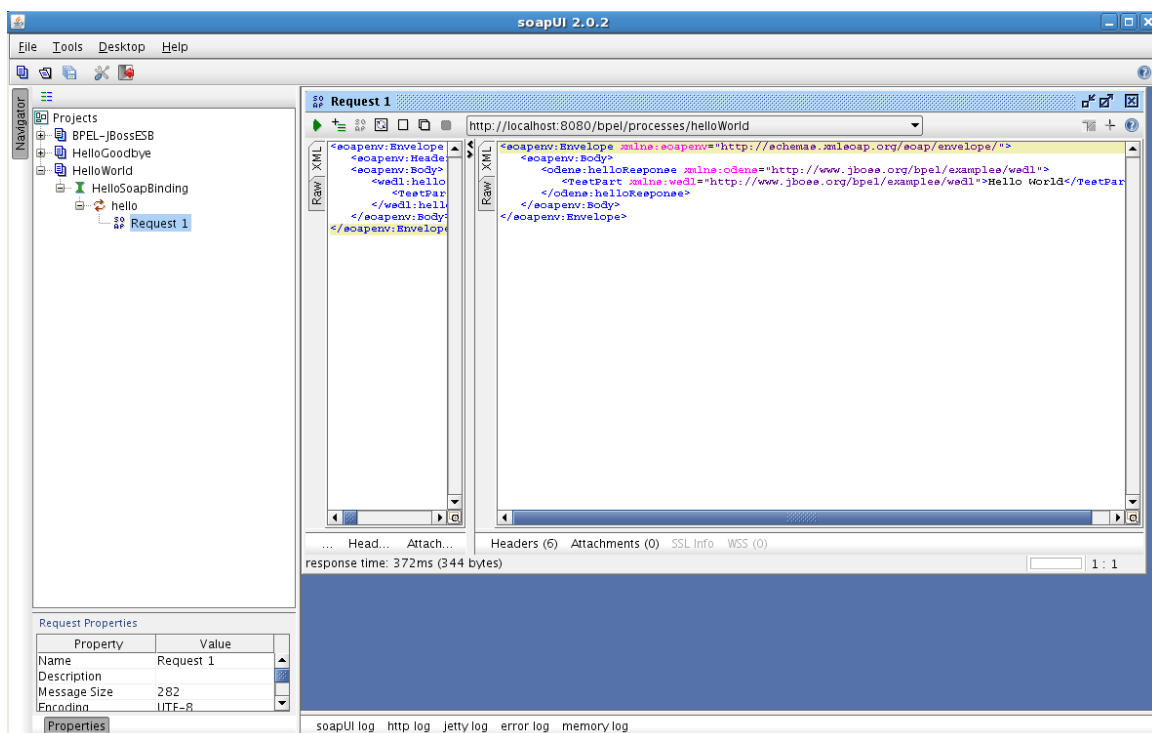 soapUI 2.0.2
File Tools Desktop Help
Navigator
Projects
BPEL-JBossESB
HelloGoodbye
HelloWorld
HelloSoapBinding
hello
Request 1
Request 1
http://localhost:8080/bpel/processes/helloWorld
XML
Raw
<soapenv:Envelope
<soapenv:Heade
<soapenv:Body>
<wsdl:hello
<TestPar
</wsdl:hell
</soapenv:Body
</soapenv:Envelope
XML
Raw
<soapenv:Envelope xmlns:soapenv="http://schemas.xmlsoap.org/soap/envelope/">
<soapenv:Body>
<odens:helloResponse xmlns:odens="http://www.jboss.org/bpel/examples/wsdl">
<TestPart xmlns:wsdl="http://www.jboss.org/bpel/examples/wsdl">Hello World</TestPar
</odens:helloResponse>
</soapenv:Body>
</soapenv:Envelope>
... Head... Attach...
Headers (6) Attachments (0) SSL Info WSS (0)
response time: 372ms (344 bytes)
1 : 1
Request Properties
Property Value
Name Request 1
Description
Message Size 282
Encoding UTF-8
Properties
soapUI log http log jetty log error log memory log